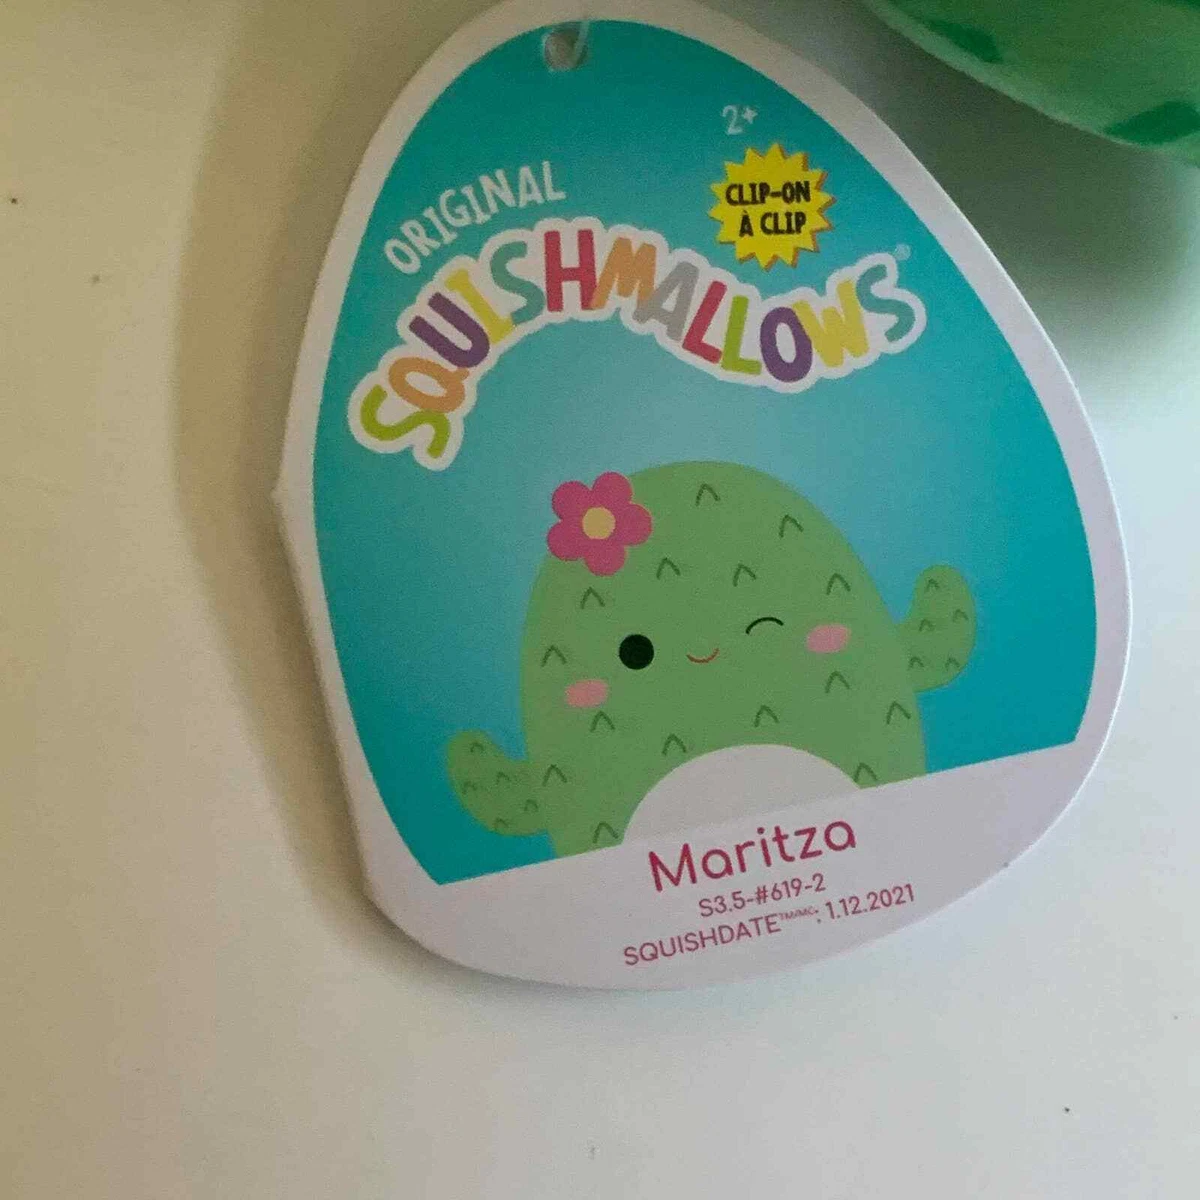 2+
CLIP-ON
À CLIP
ORIGINAL
SQUISHMALLOWS®
Maritza
S3.5-#619-2
SQUISHDATE™/MC: 1.12.2021